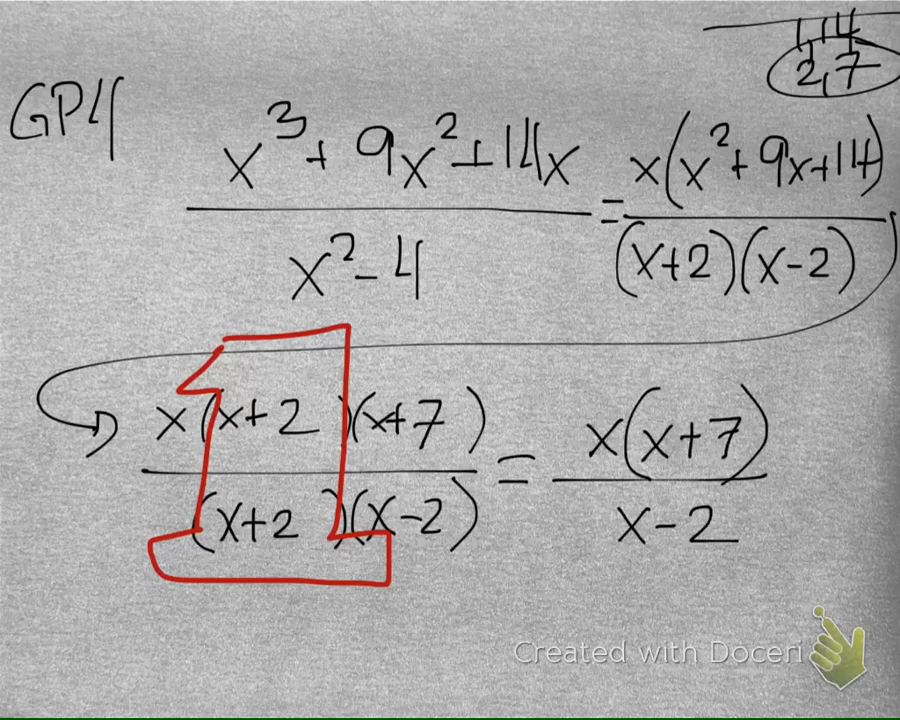 1,14
2,7
GP4
x³ + 9x² + 14x / x² - 4 = x(x² + 9x + 14) / (x+2)(x-2)
x(x+2)(x+7) / (x+2)(x-2) = x(x+7) / x-2
Created with Doceri